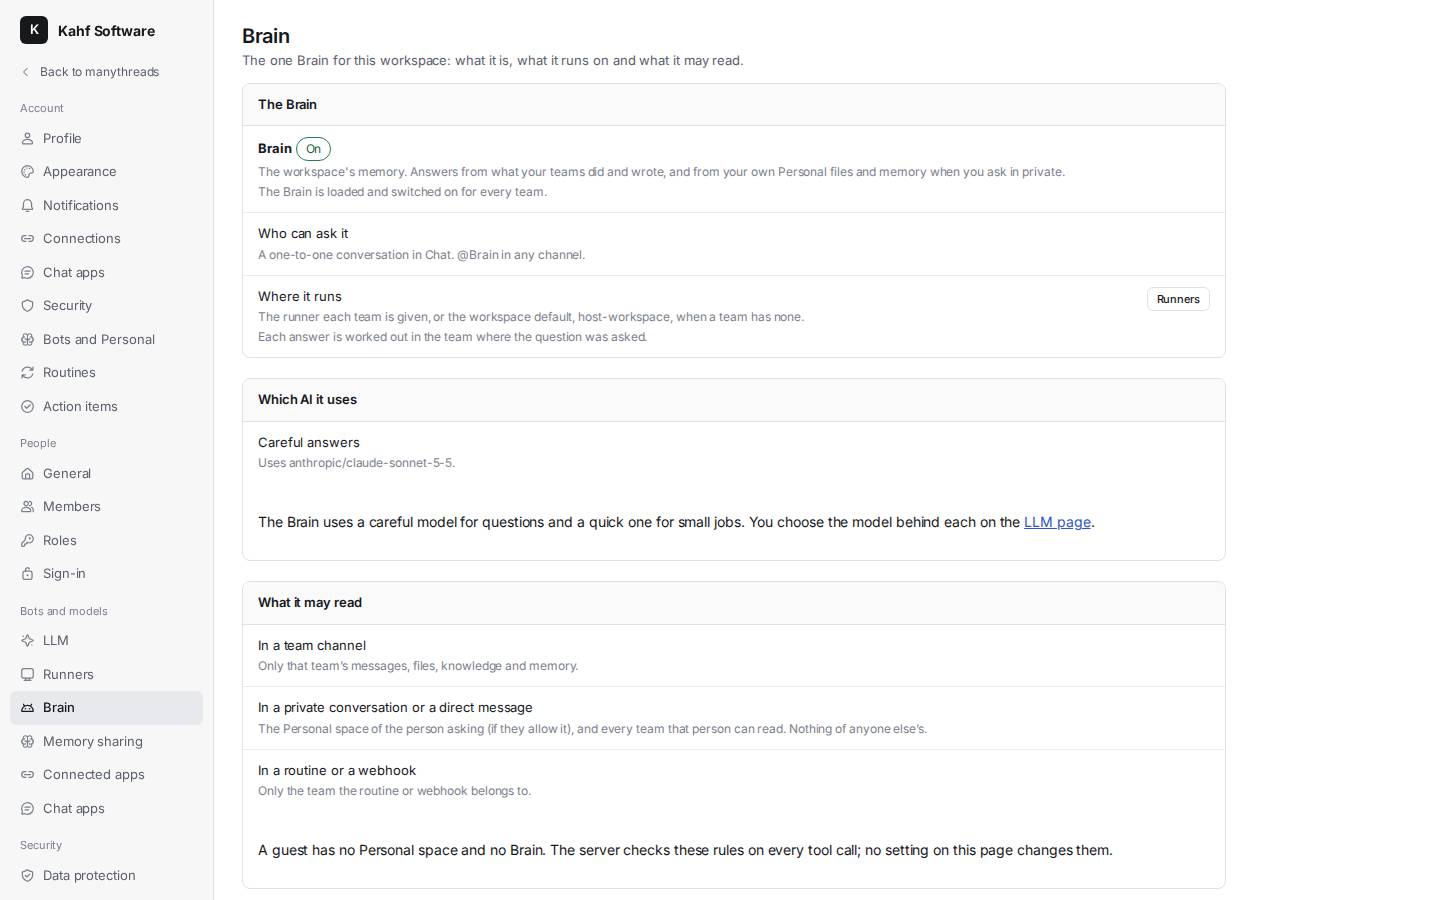 K Kahf Software
Back to manythreads
Account
Profile
Appearance
Notifications
Connections
Chat apps
Security
Bots and Personal
Routines
Action items
People
General
Members
Roles
Sign-in
Bots and models
LLM
Runners
Brain
Memory sharing
Connected apps
Chat apps
Security
Data protection
Brain
The one Brain for this workspace: what it is, what it runs on and what it may read.
The Brain
Brain On
The workspace's memory. Answers from what your teams did and wrote, and from your own Personal files and memory when you ask in private.
The Brain is loaded and switched on for every team.
Who can ask it
A one-to-one conversation in Chat. @Brain in any channel.
Where it runs
Runners
The runner each team is given, or the workspace default, host-workspace, when a team has none.
Each answer is worked out in the team where the question was asked.
Which AI it uses
Careful answers
Uses anthropic/claude-sonnet-5-5.
The Brain uses a careful model for questions and a quick one for small jobs. You choose the model behind each on the LLM page.
What it may read
In a team channel
Only that team's messages, files, knowledge and memory.
In a private conversation or a direct message
The Personal space of the person asking (if they allow it), and every team that person can read. Nothing of anyone else's.
In a routine or a webhook
Only the team the routine or webhook belongs to.
A guest has no Personal space and no Brain. The server checks these rules on every tool call; no setting on this page changes them.